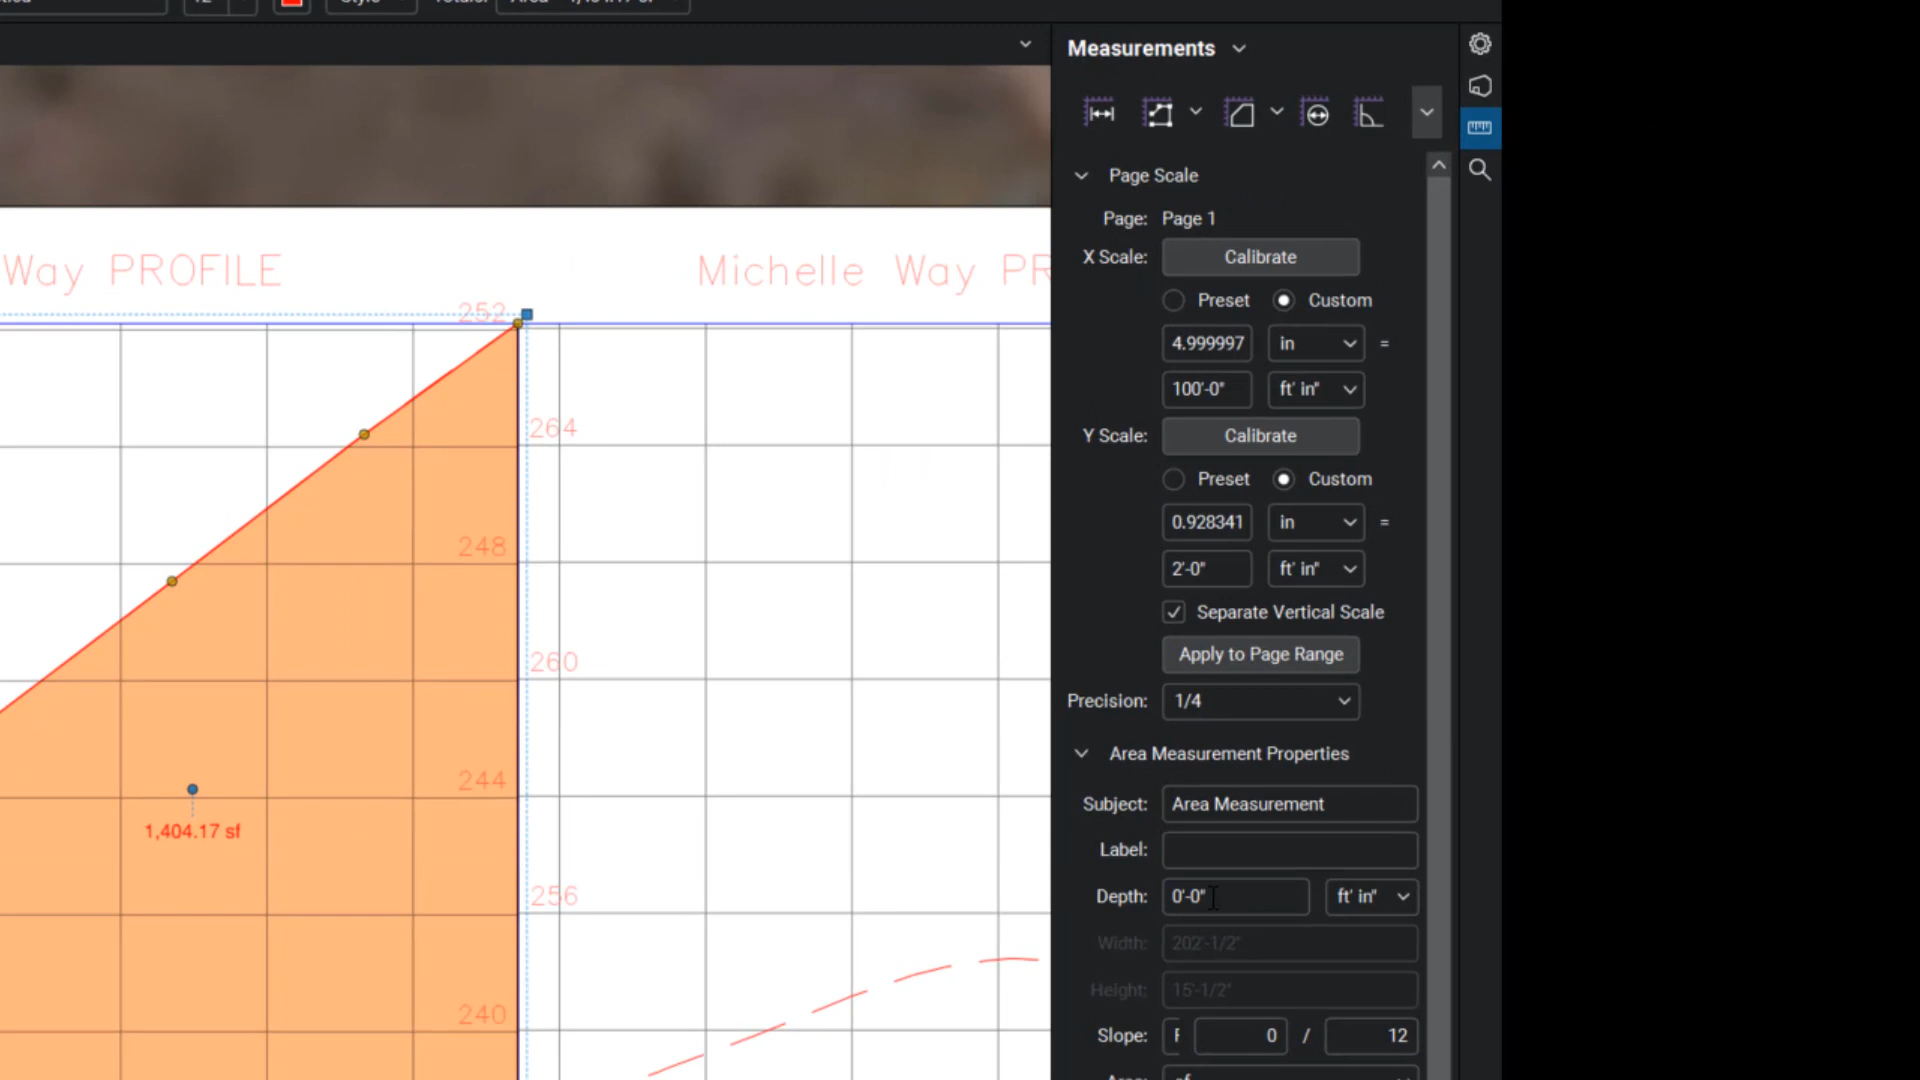 Measurements
Page Scale
Page: Page 1
X Scale: Calibrate
Preset Custom
4.999997 in =
100'-0" ft' in"
Y Scale: Calibrate
Preset Custom
0.928341 in =
2'-0" ft' in"
Separate Vertical Scale
Apply to Page Range
Precision: 1/4
Area Measurement Properties
Subject: Area Measurement
Label:
Depth: 0'-0" ft' in"
Width: 202'-1/2"
Height: 15'-1/2"
Slope: 0 / 12
Way PROFILE
Michelle Way PR
252
264
248
260
244
1,404.17 sf
256
240